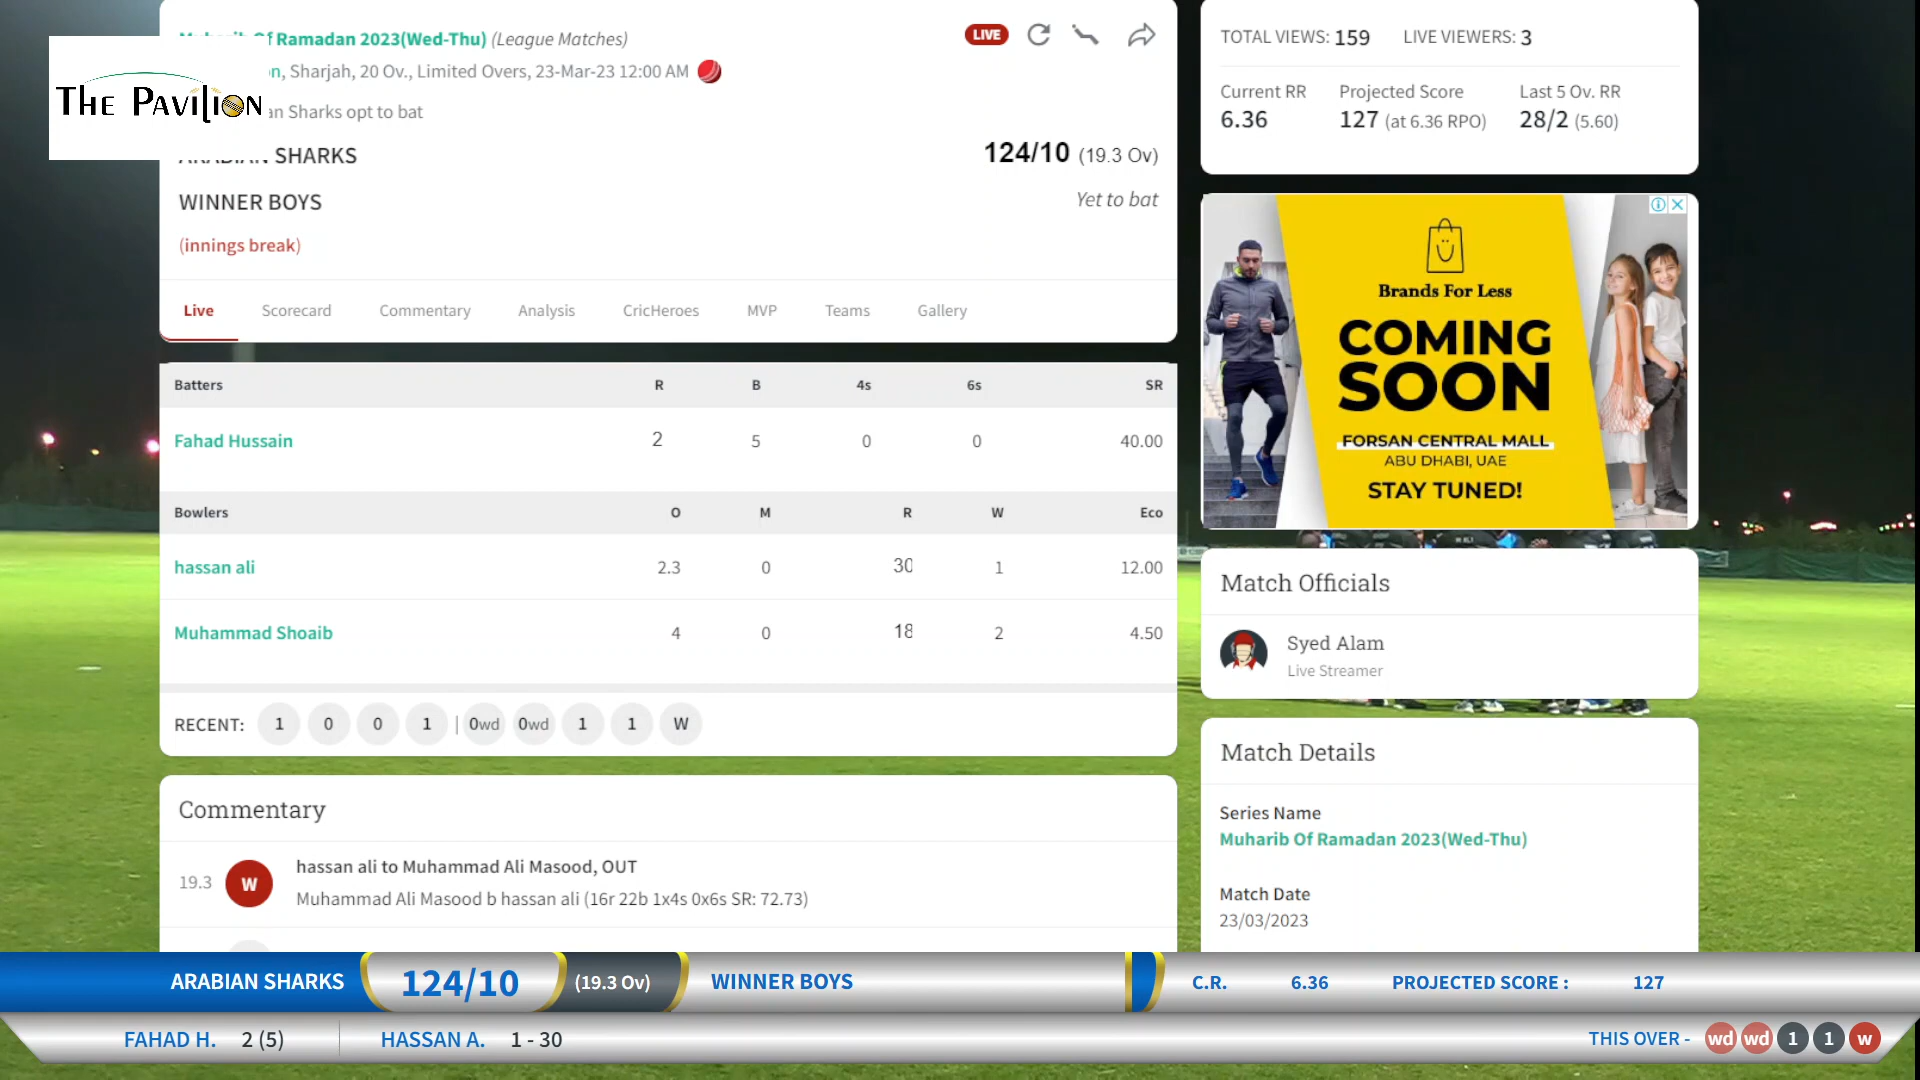 Of Ramadan 2023(Wed-Thu) (League Matches)
LIVE
Sharjah, 20 Ov., Limited Overs, 23-Mar-23 12:00 AM
THE PAVILION
Sharks opt to bat
ARABIAN SHARKS
124/10 (19.3 Ov)
WINNER BOYS
Yet to bat
(innings break)
Live Scorecard Commentary Analysis CricHeroes MVP Teams Gallery
Batters R B 4s 6s SR
Fahad Hussain 2 5 0 0 40.00
Bowlers O M R W Eco
hassan ali 2.3 0 30 1 12.00
Muhammad Shoaib 4 0 18 2 4.50
RECENT: 1 0 0 1 | 0wd 0wd 1 1 W
Commentary
19.3 W hassan ali to Muhammad Ali Masood, OUT
Muhammad Ali Masood b hassan ali (16r 22b 1x4s 0x6s SR: 72.73)
TOTAL VIEWS: 159 LIVE VIEWERS: 3
Current RR Projected Score Last 5 Ov. RR
6.36 127 (at 6.36 RPO) 28/2 (5.60)
Brands For Less
COMING
SOON
FORSAN CENTRAL MALL
ABU DHABI, UAE
STAY TUNED!
Match Officials
Syed Alam
Live Streamer
Match Details
Series Name
Muharib Of Ramadan 2023(Wed-Thu)
Match Date
23/03/2023
ARABIAN SHARKS 124/10 (19.3 Ov) WINNER BOYS C.R. 6.36 PROJECTED SCORE : 127
FAHAD H. 2 (5) HASSAN A. 1 - 30 THIS OVER - wd wd 1 1 w